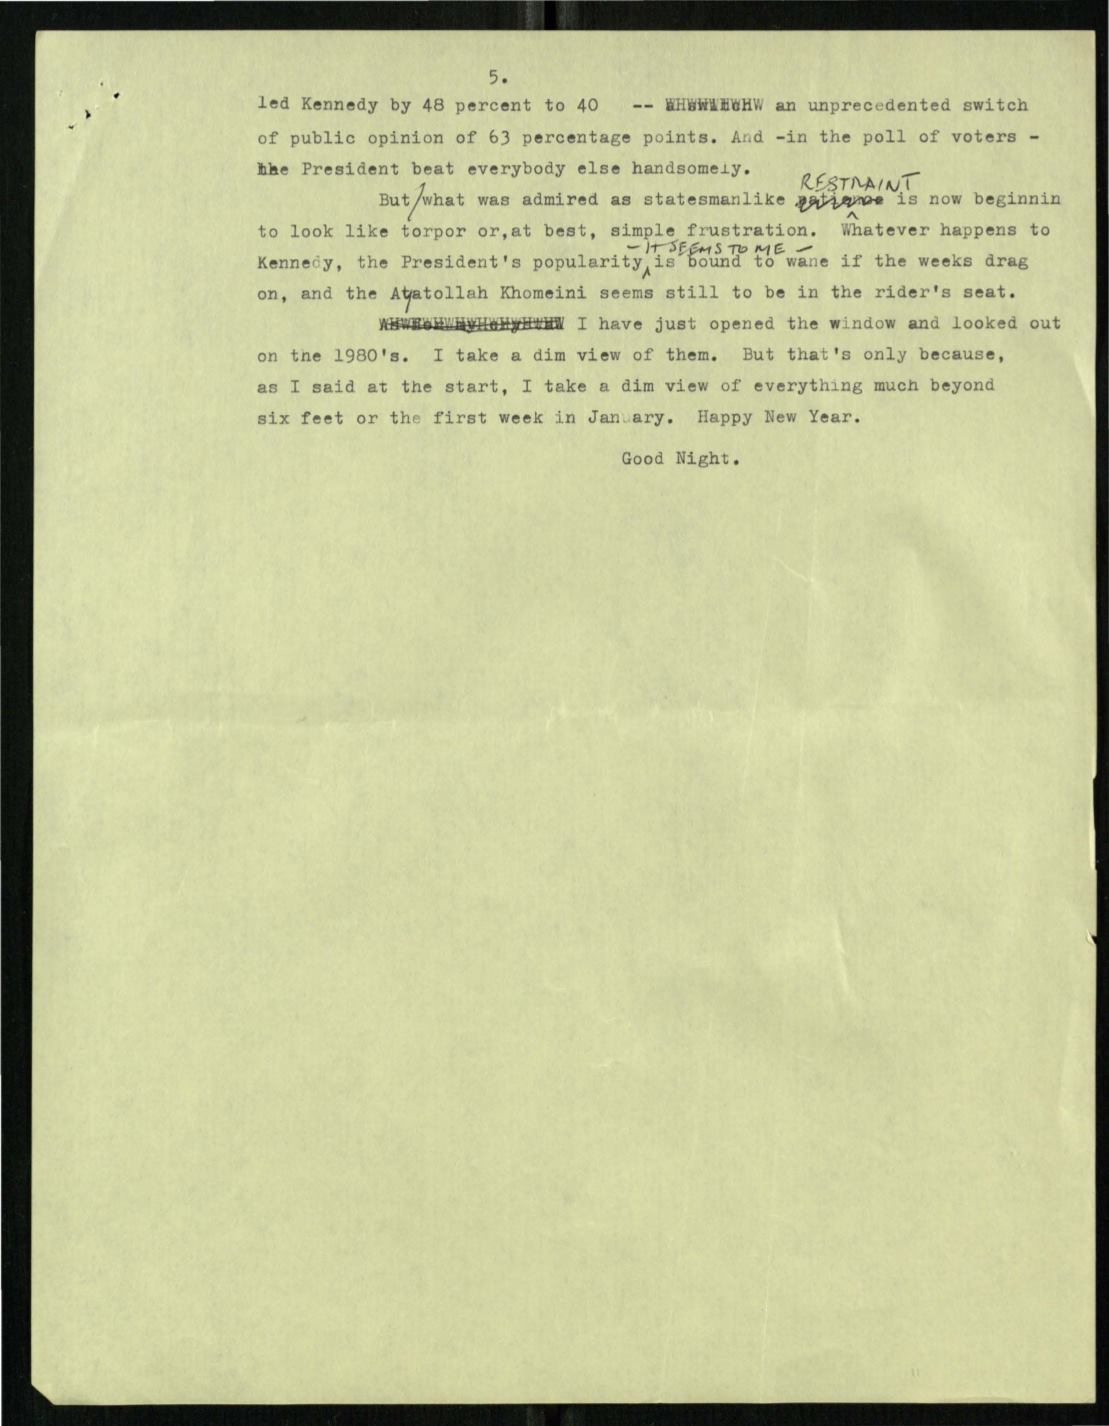 5.
led Kennedy by 48 percent to 40 -- an unprecedented switch
of public opinion of 63 percentage points. And -in the poll of voters -
the President beat everybody else handsomely.
RESTRAINT
But/what was admired as statesmanlike patience is now beginnin
to look like torpor or,at best, simple frustration. Whatever happens to
- IT SEEMS TO ME -
Kennedy, the President's popularity, is bound to wane if the weeks drag
on, and the Ayatollah Khomeini seems still to be in the rider's seat.
I have just opened the window and looked out
on the 1980's. I take a dim view of them. But that's only because,
as I said at the start, I take a dim view of everything much beyond
six feet or the first week in January. Happy New Year.
Good Night.